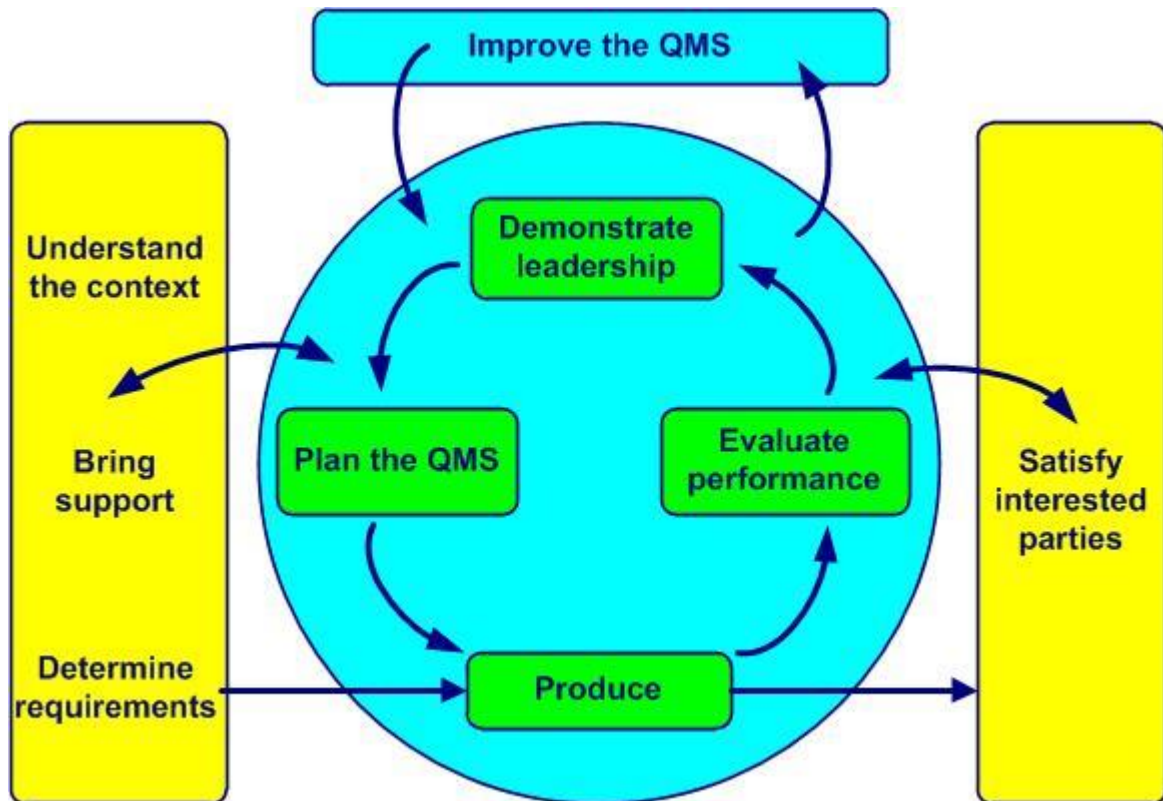 Improve the QMS
Understand
the context
Bring
support
Determine
requirements
Demonstrate
leadership
Plan the QMS
Evaluate
performance
Produce
Satisfy
interested
parties